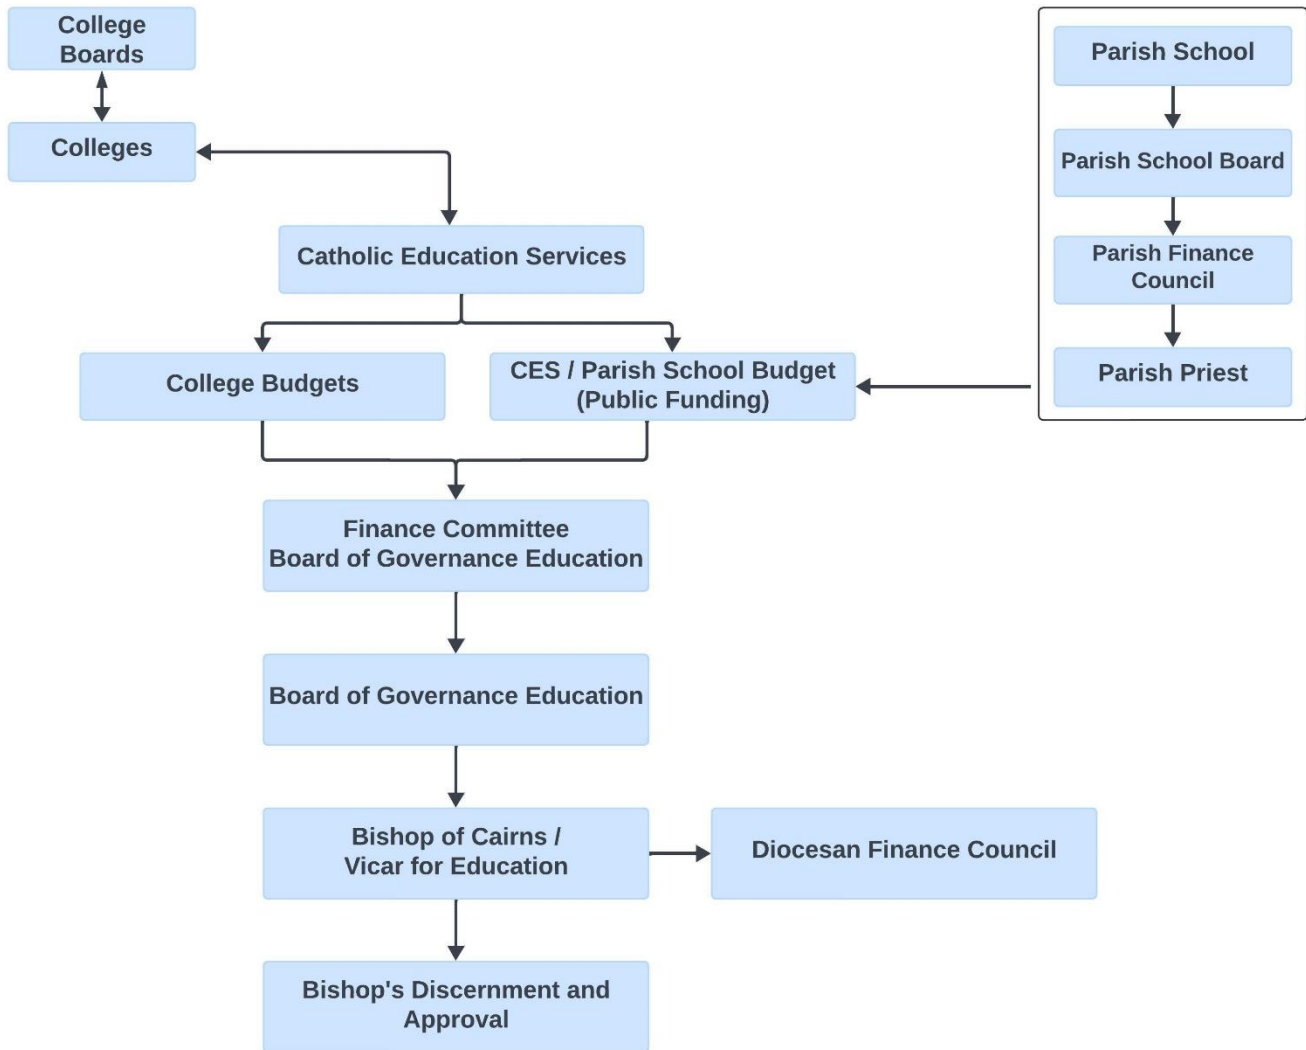 College
Boards
Colleges
Catholic Education Services
College Budgets
CES / Parish School Budget
(Public Funding)
Parish School
Parish School Board
Parish Finance
Council
Parish Priest
Finance Committee
Board of Governance Education
Board of Governance Education
Bishop of Cairns /
Vicar for Education
Diocesan Finance Council
Bishop's Discernment and
Approval